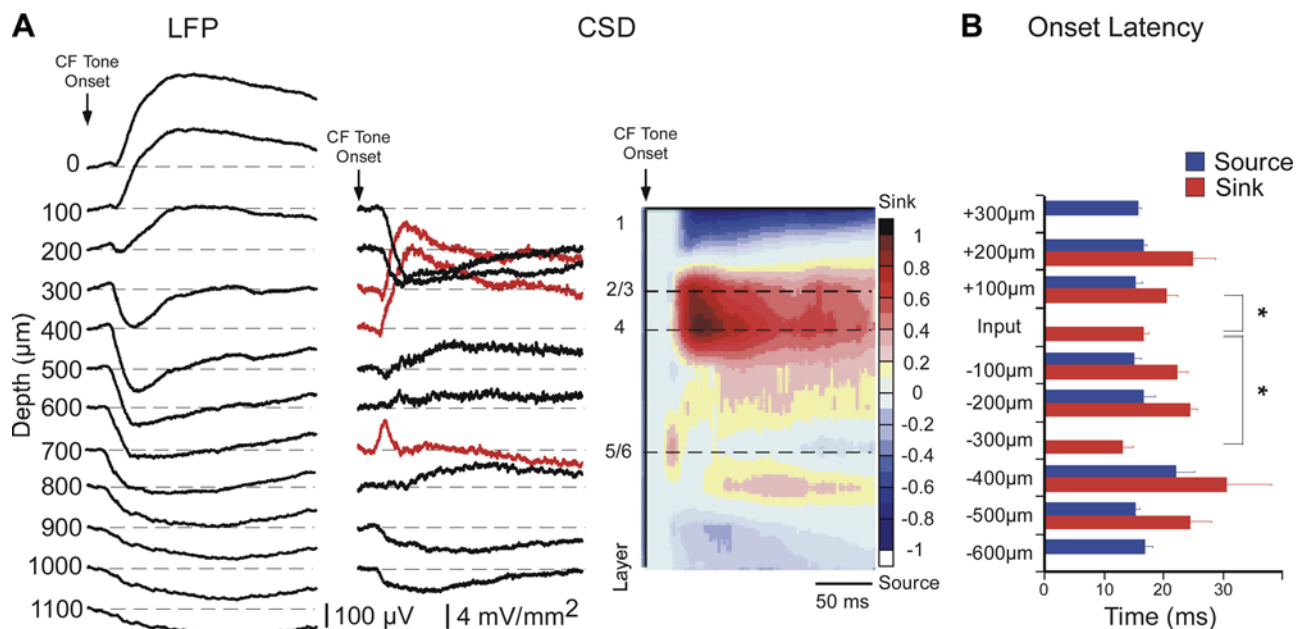 A LFP CSD B Onset Latency
CF Tone
Onset
CF Tone
Onset
CF Tone
Onset
Depth (µm)
0
100
200
300
400
500
600
700
800
900
1000
1100
100 µV
4 mV/mm2
Layer
1
2/3
4
5/6
Sink
1
0.8
0.6
0.4
0.2
0
-0.2
-0.4
-0.6
-0.8
-1
Source
50 ms
Source
Sink
+300µm
+200µm
+100µm
Input
-100µm
-200µm
-300µm
-400µm
-500µm
-600µm
*
*
0 10 20 30
Time (ms)